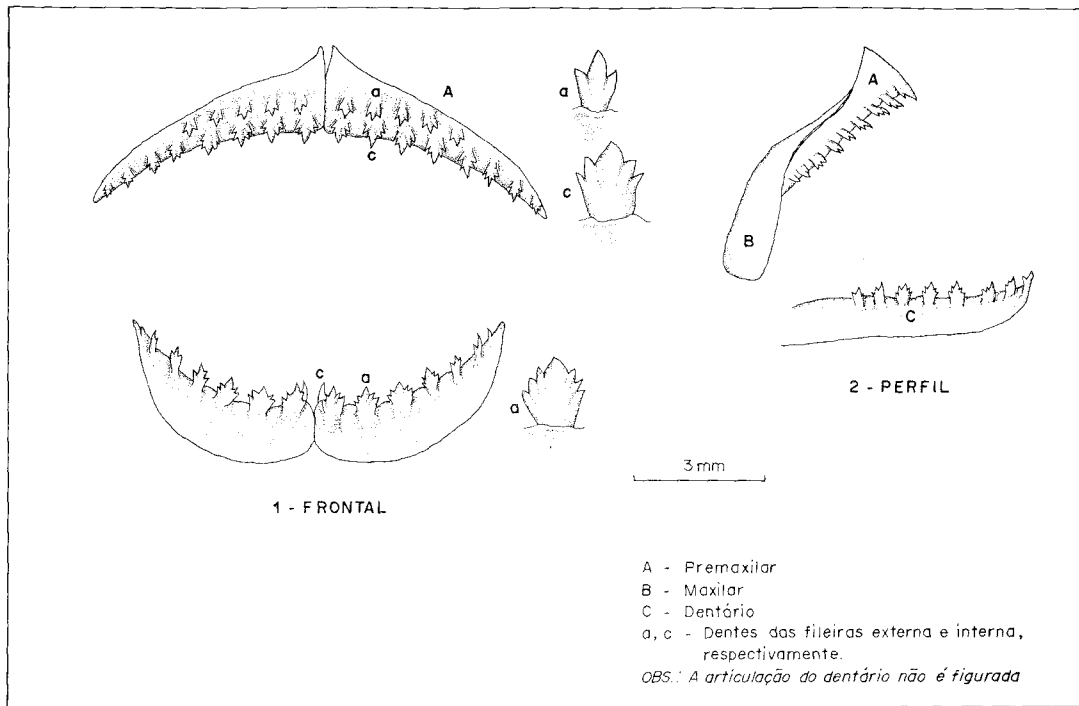 a
A
c
a
c
A
B
C
2 - PERFIL
c
a
a
1 - FRONTAL
3 mm
A - Premaxilar
B - Maxilar
C - Dentário
a, c - Dentes das fileiras externa e interna,
respectivamente.
OBS.: A articulação do dentário não é figurada